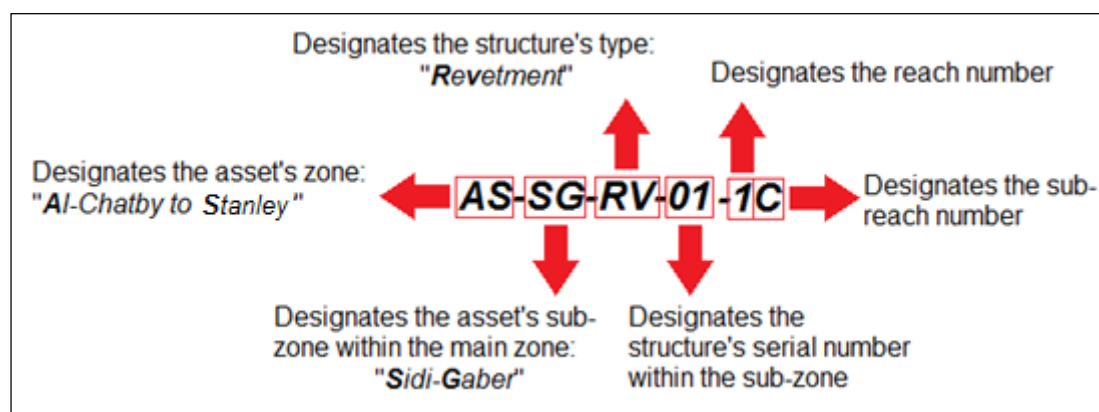 Designates the structure's type:
"Revetment"
Designates the reach number
Designates the asset's zone:
"Al-Chatby to Stanley"
AS-SG-RV-01-1C
Designates the sub-
reach number
Designates the asset's sub-
zone within the main zone:
"Sidi-Gaber"
Designates the
structure's serial number
within the sub-zone